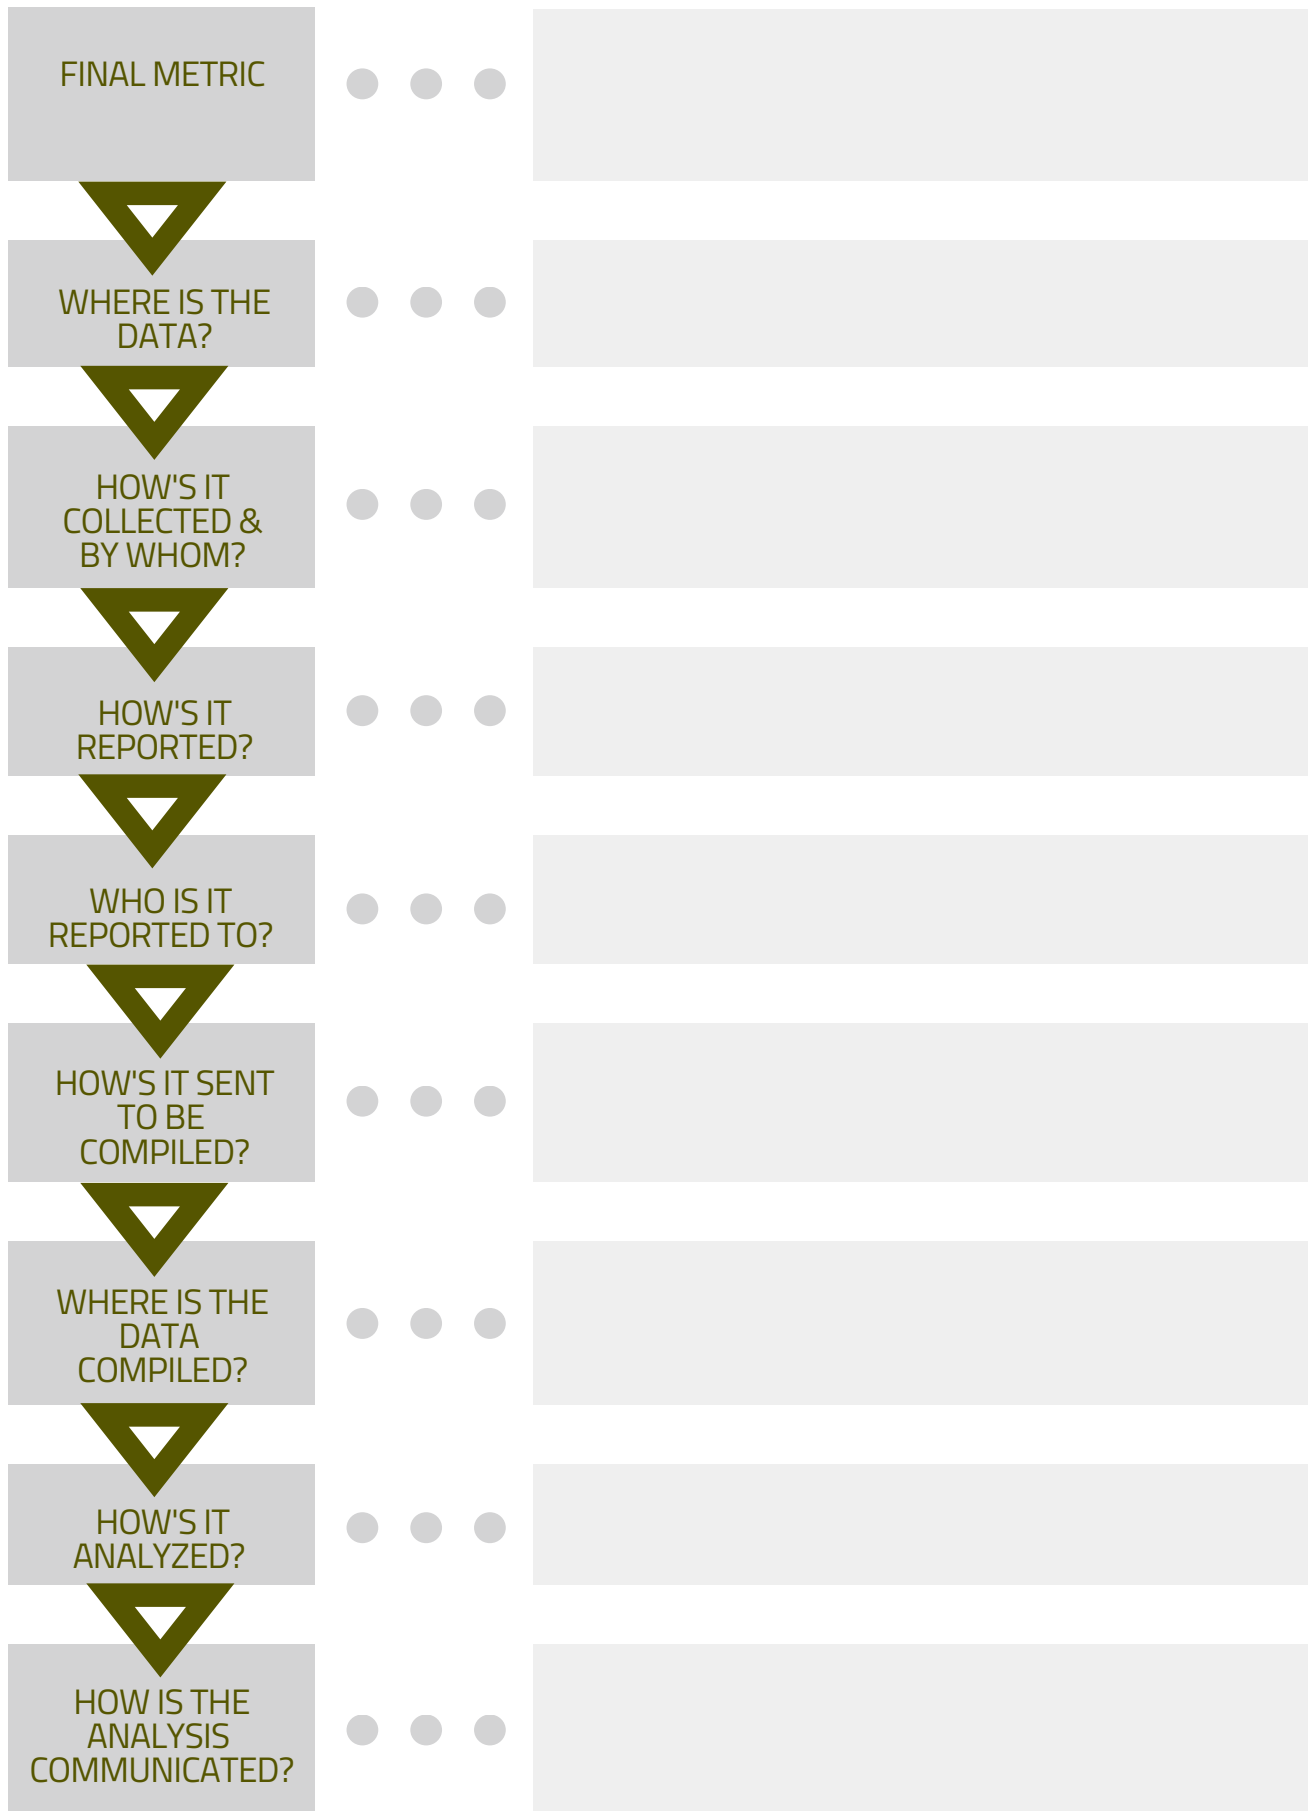 FINAL METRIC
WHERE IS THE
DATA?
HOW'S IT
COLLECTED &
BY WHOM?
HOW'S IT
REPORTED?
WHO IS IT
REPORTED TO?
HOW'S IT SENT
TO BE
COMPILED?
WHERE IS THE
DATA
COMPILED?
HOW'S IT
ANALYZED?
HOW IS THE
ANALYSIS
COMMUNICATED?